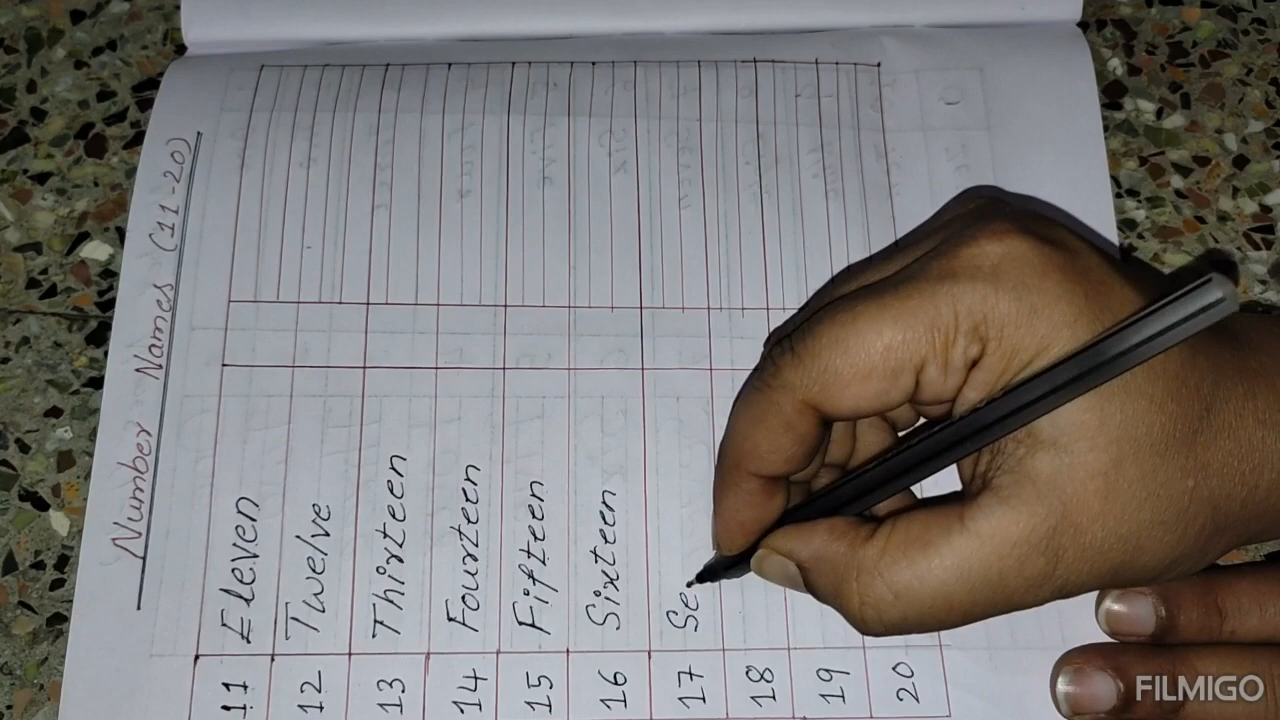 Number Names (11-20)
11 Eleven
12 Twelve
13 Thirteen
14 Fourteen
15 Fifteen
16 Sixteen
17 Se
18
19
20
FILMIGO